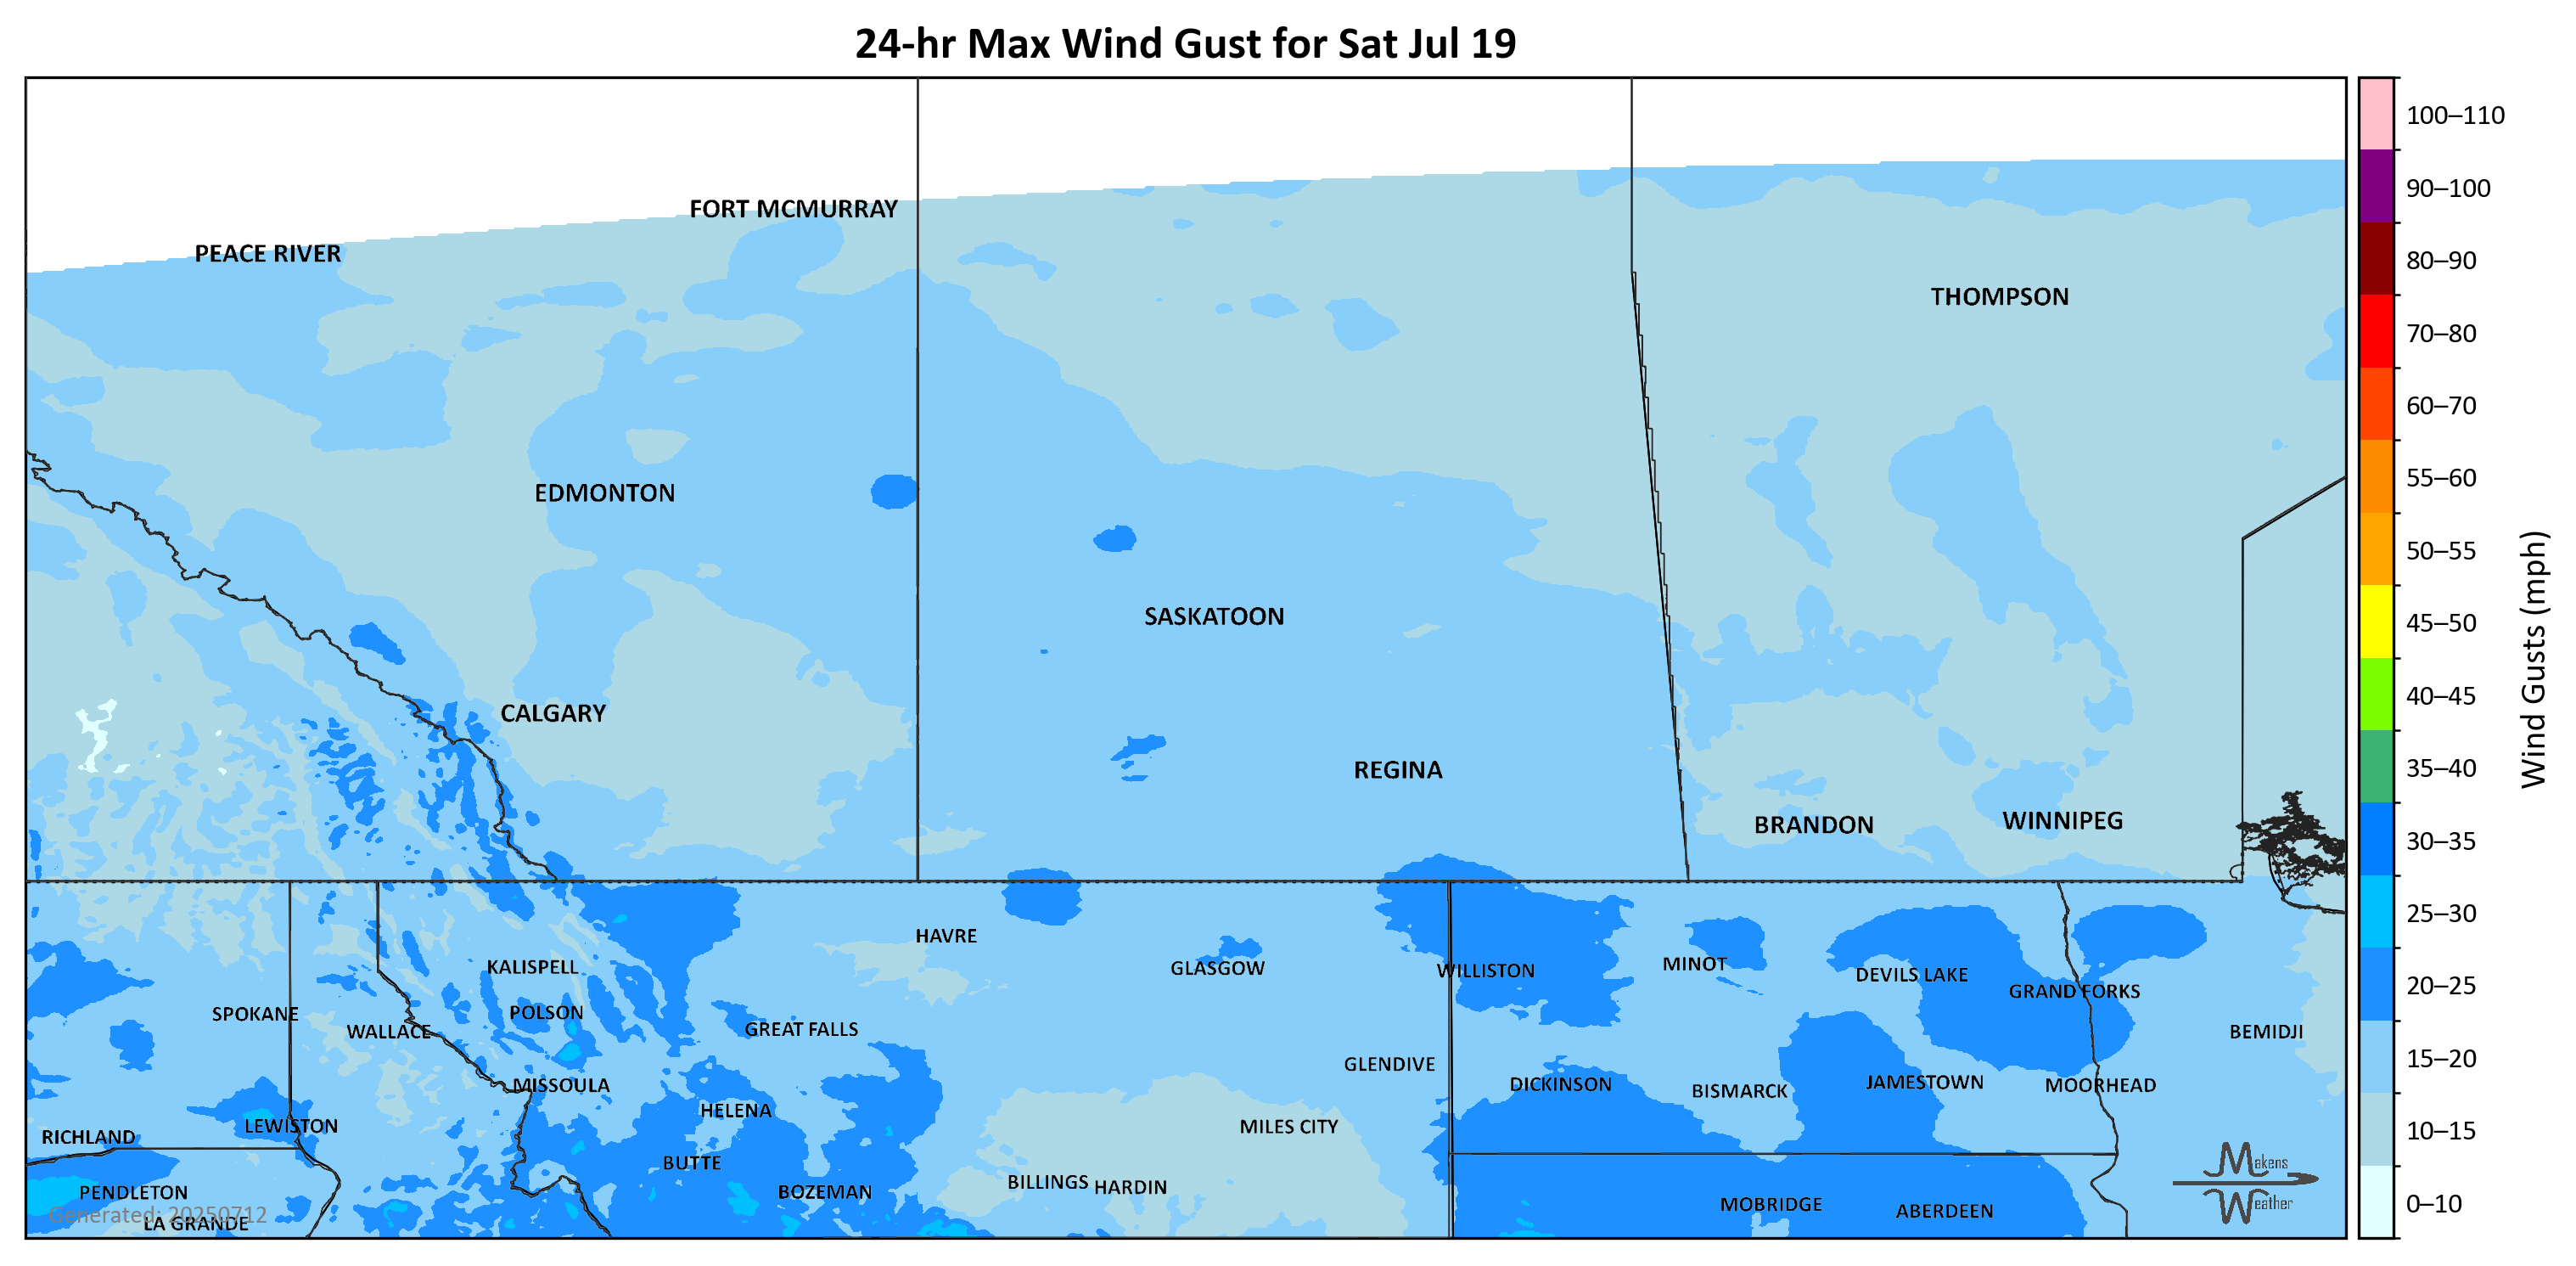 24-hr Max Wind Gust for Sat Jul 19
100–110
90–100
80–90
70–80
60–70
55–60
50–55
45–50
40–45
35–40
30–35
25–30
20–25
15–20
10–15
0–10
Wind Gusts (mph)
FORT MCMURRAY
PEACE RIVER
THOMPSON
EDMONTON
SASKATOON
CALGARY
REGINA
BRANDON
WINNIPEG
HAVRE
KALISPELL
GLASGOW
WILLISTON
MINOT
DEVILS LAKE
GRAND FORKS
SPOKANE
POLSON
WALLACE
GREAT FALLS
BEMIDJI
GLENDIVE
MISSOULA
DICKINSON
BISMARCK
JAMESTOWN
MOORHEAD
HELENA
LEWISTON
MILES CITY
RICHLAND
BUTTE
BILLINGS
HARDIN
PENDLETON
BOZEMAN
MOBRIDGE
ABERDEEN
LA GRANDE
Generated: 20250712
Makens
Weather